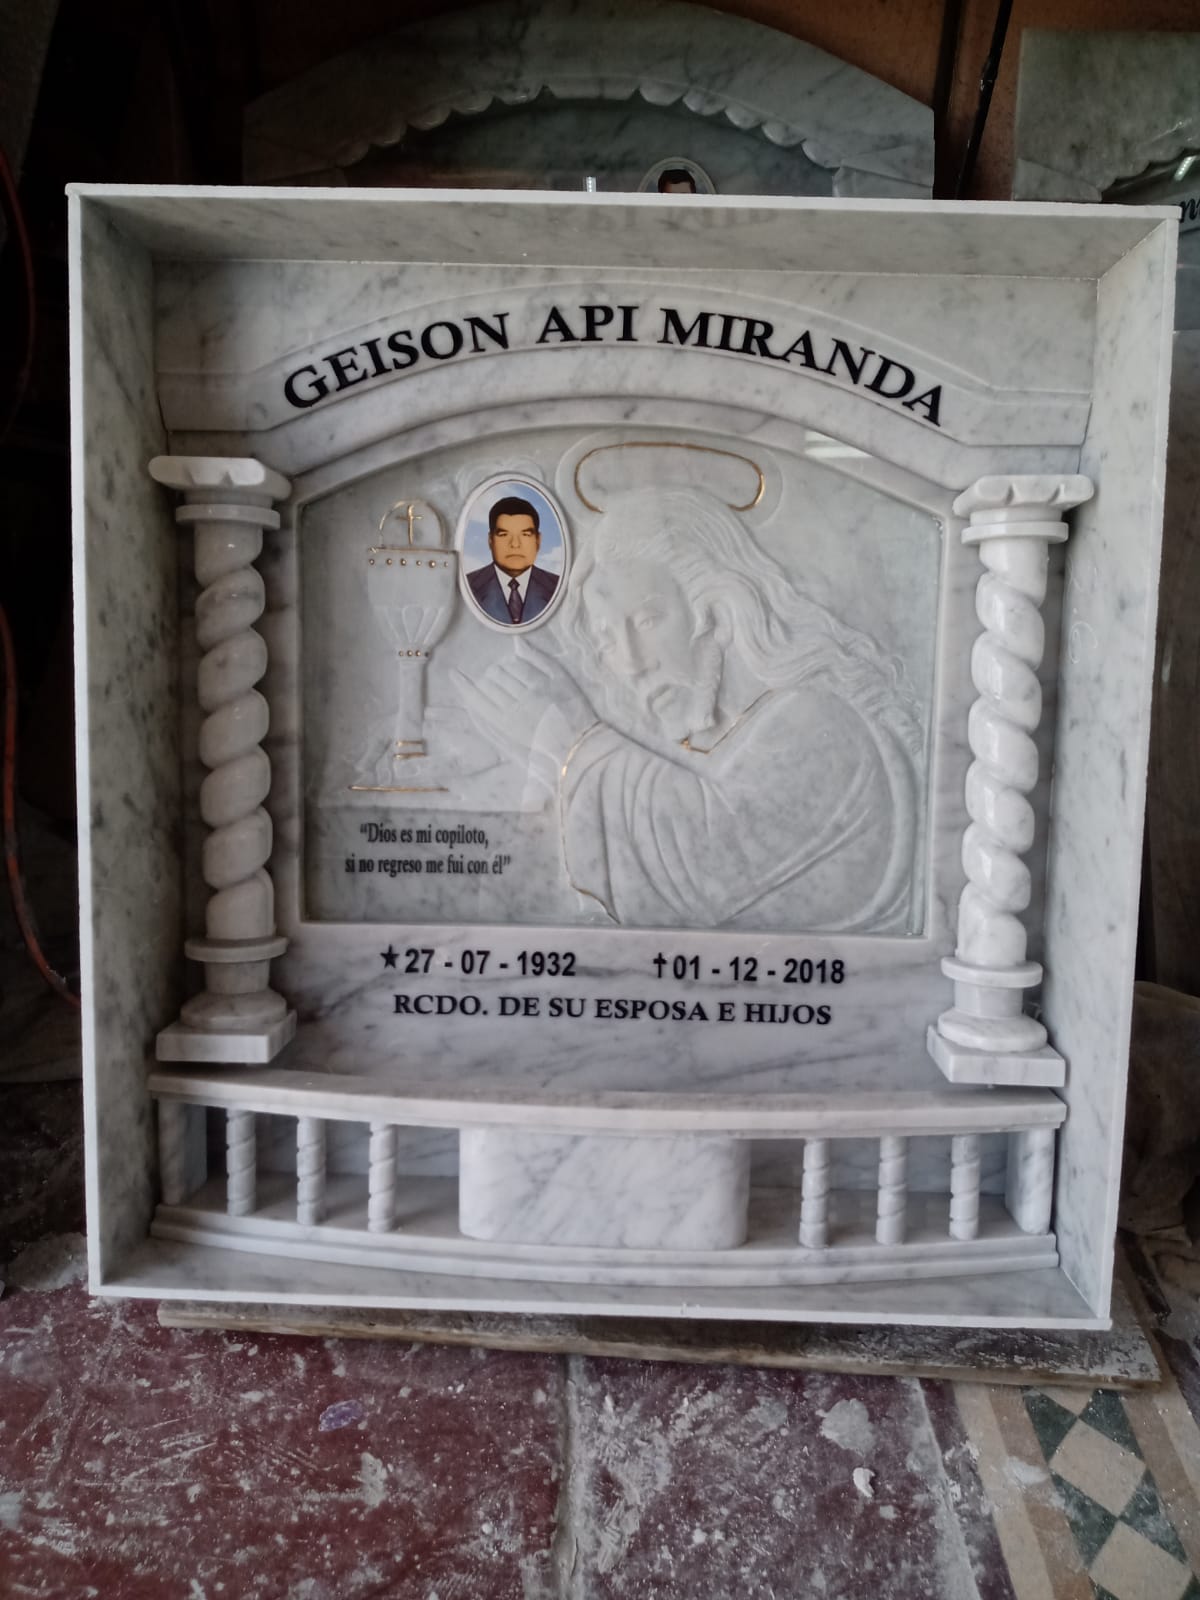 GEISON API MIRANDA
“Dios es mi copiloto,
si no regreso me fui con él”
★27 - 07 - 1932 ✝01 - 12 - 2018
RCDO. DE SU ESPOSA E HIJOS